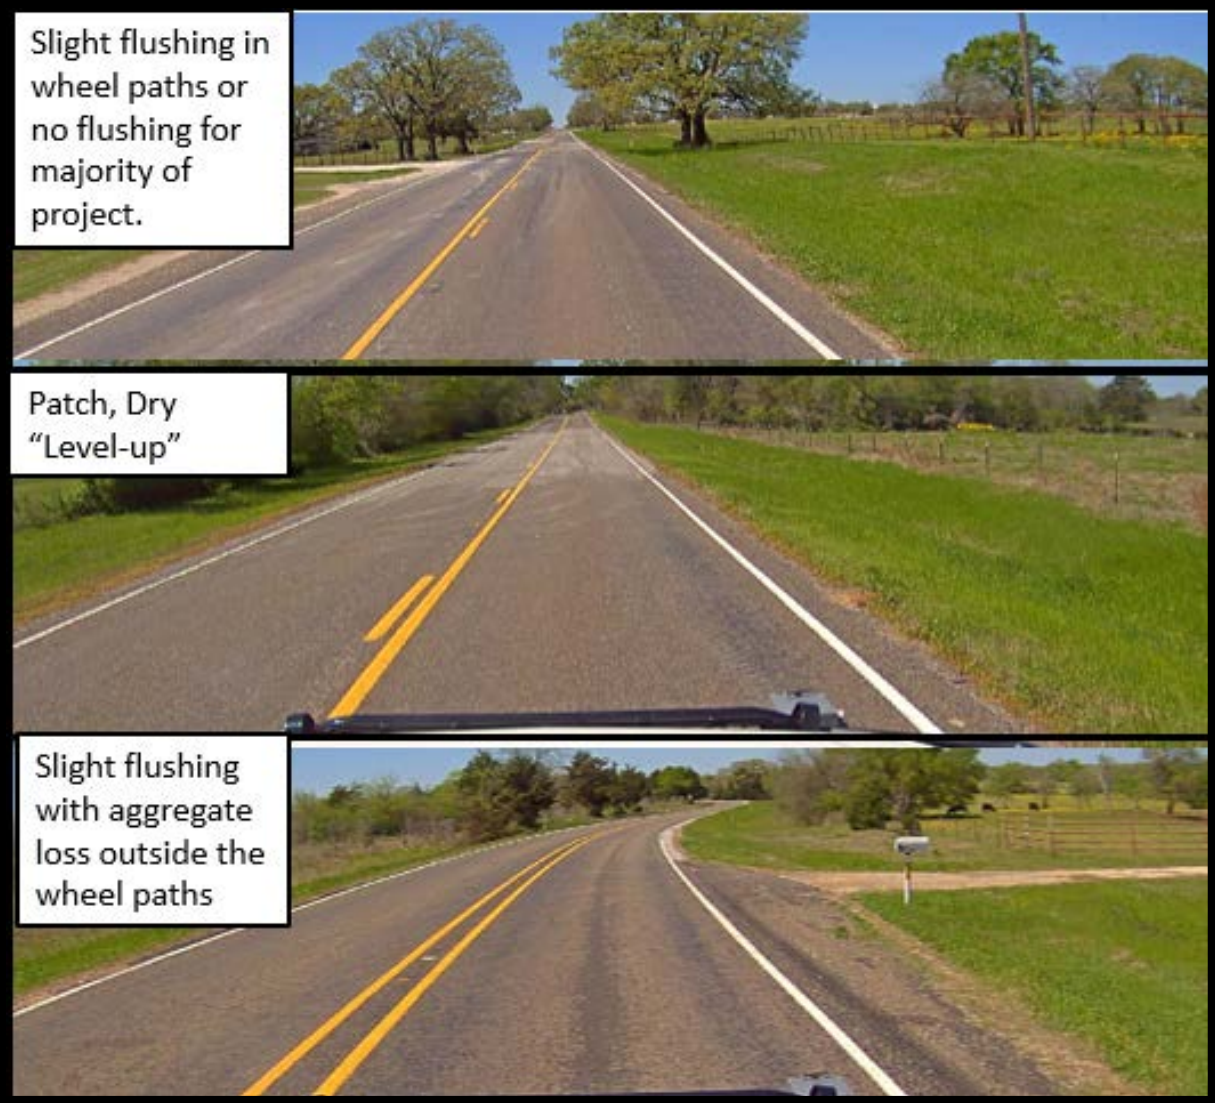 Slight flushing in
wheel paths or
no flushing for
majority of
project.
Patch, Dry
“Level-up”
Slight flushing
with aggregate
loss outside the
wheel paths